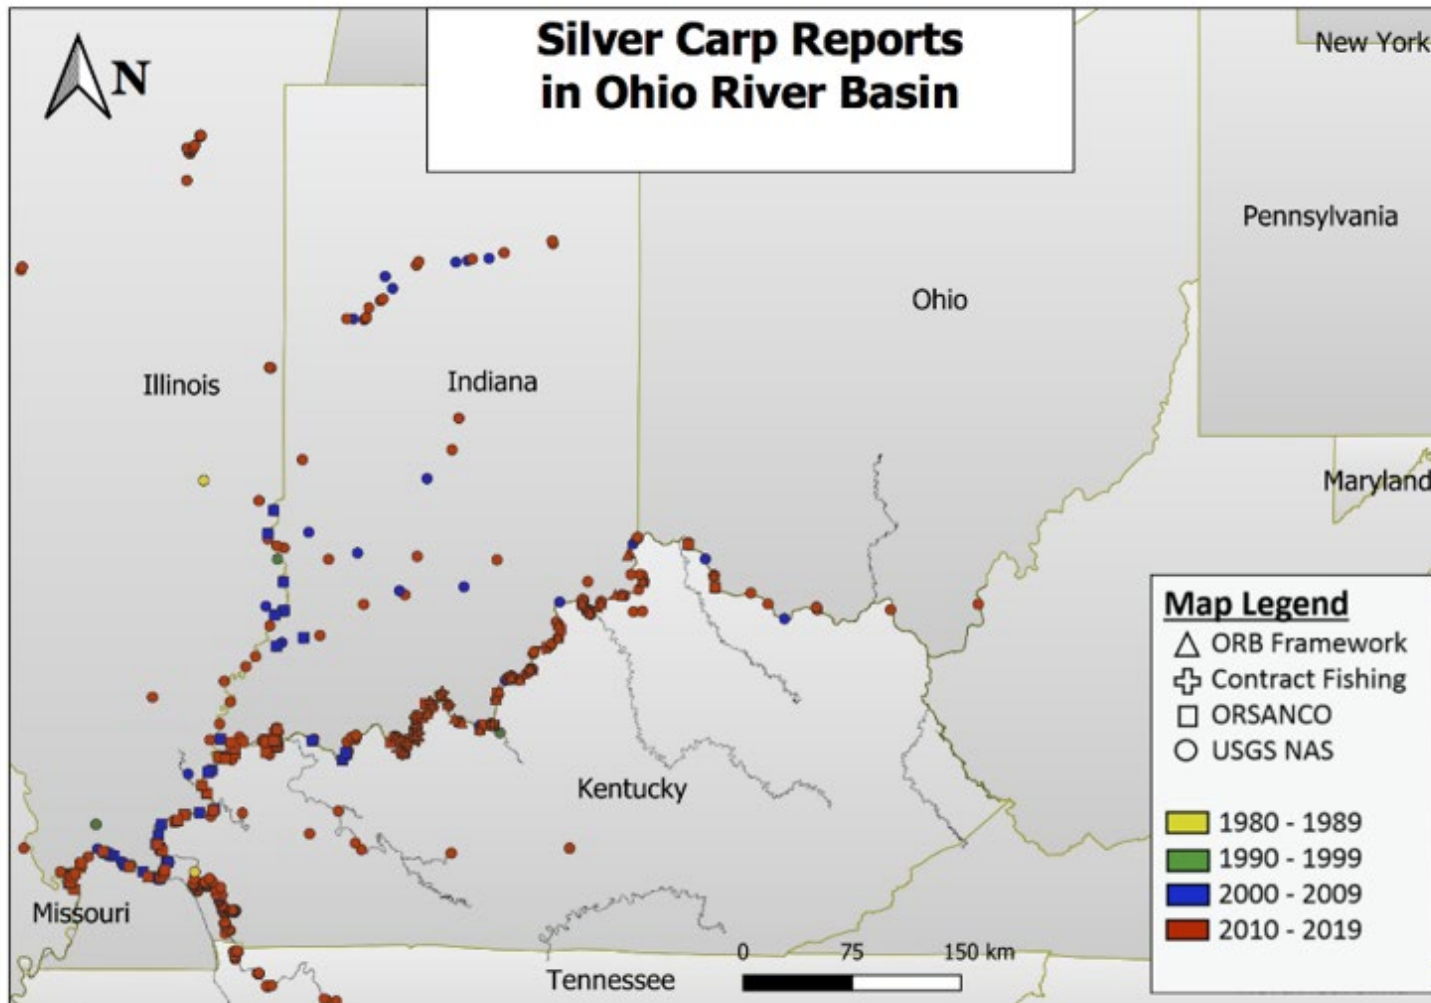 Silver Carp Reports
in Ohio River Basin
N
New York
Pennsylvania
Ohio
Illinois
Indiana
Maryland
Kentucky
Missouri
Tennessee
0 75 150 km
Map Legend
ORB Framework
Contract Fishing
ORSANCO
USGS NAS
1980 - 1989
1990 - 1999
2000 - 2009
2010 - 2019